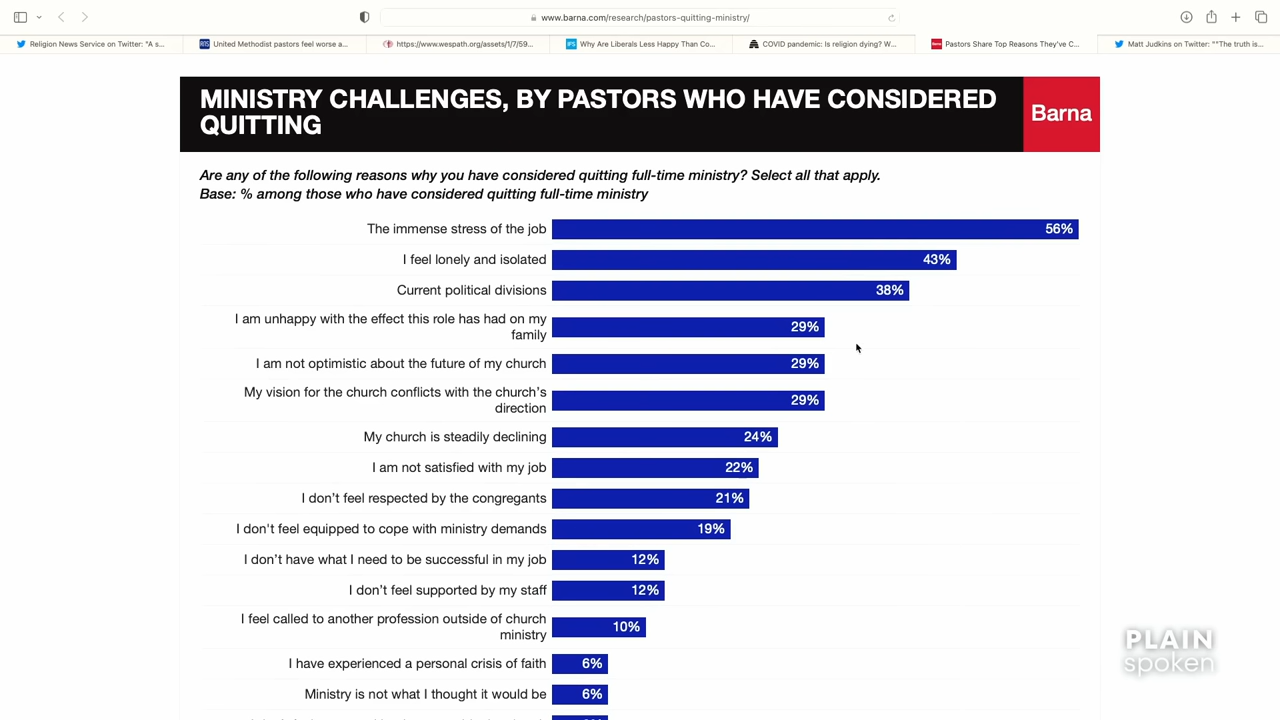 www.barna.com/research/pastors-quitting-ministry/
Religion News Service on Twitter: "A s...
United Methodist pastors feel worse a...
https://www.wespath.org/assets/1/7/59...
Why Are Liberals Less Happy Than Co...
COVID pandemic: Is religion dying? W...
Pastors Share Top Reasons They've C...
Matt Judkins on Twitter: ""The truth is...
MINISTRY CHALLENGES, BY PASTORS WHO HAVE CONSIDERED
QUITTING
Barna
Are any of the following reasons why you have considered quitting full-time ministry? Select all that apply.
Base: % among those who have considered quitting full-time ministry
The immense stress of the job 56%
I feel lonely and isolated 43%
Current political divisions 38%
I am unhappy with the effect this role has had on my
family 29%
I am not optimistic about the future of my church 29%
My vision for the church conflicts with the church's
direction 29%
My church is steadily declining 24%
I am not satisfied with my job 22%
I don't feel respected by the congregants 21%
I don't feel equipped to cope with ministry demands 19%
I don't have what I need to be successful in my job 12%
I don't feel supported by my staff 12%
I feel called to another profession outside of church
ministry 10%
I have experienced a personal crisis of faith 6%
Ministry is not what I thought it would be 6%
PLAIN
spoken